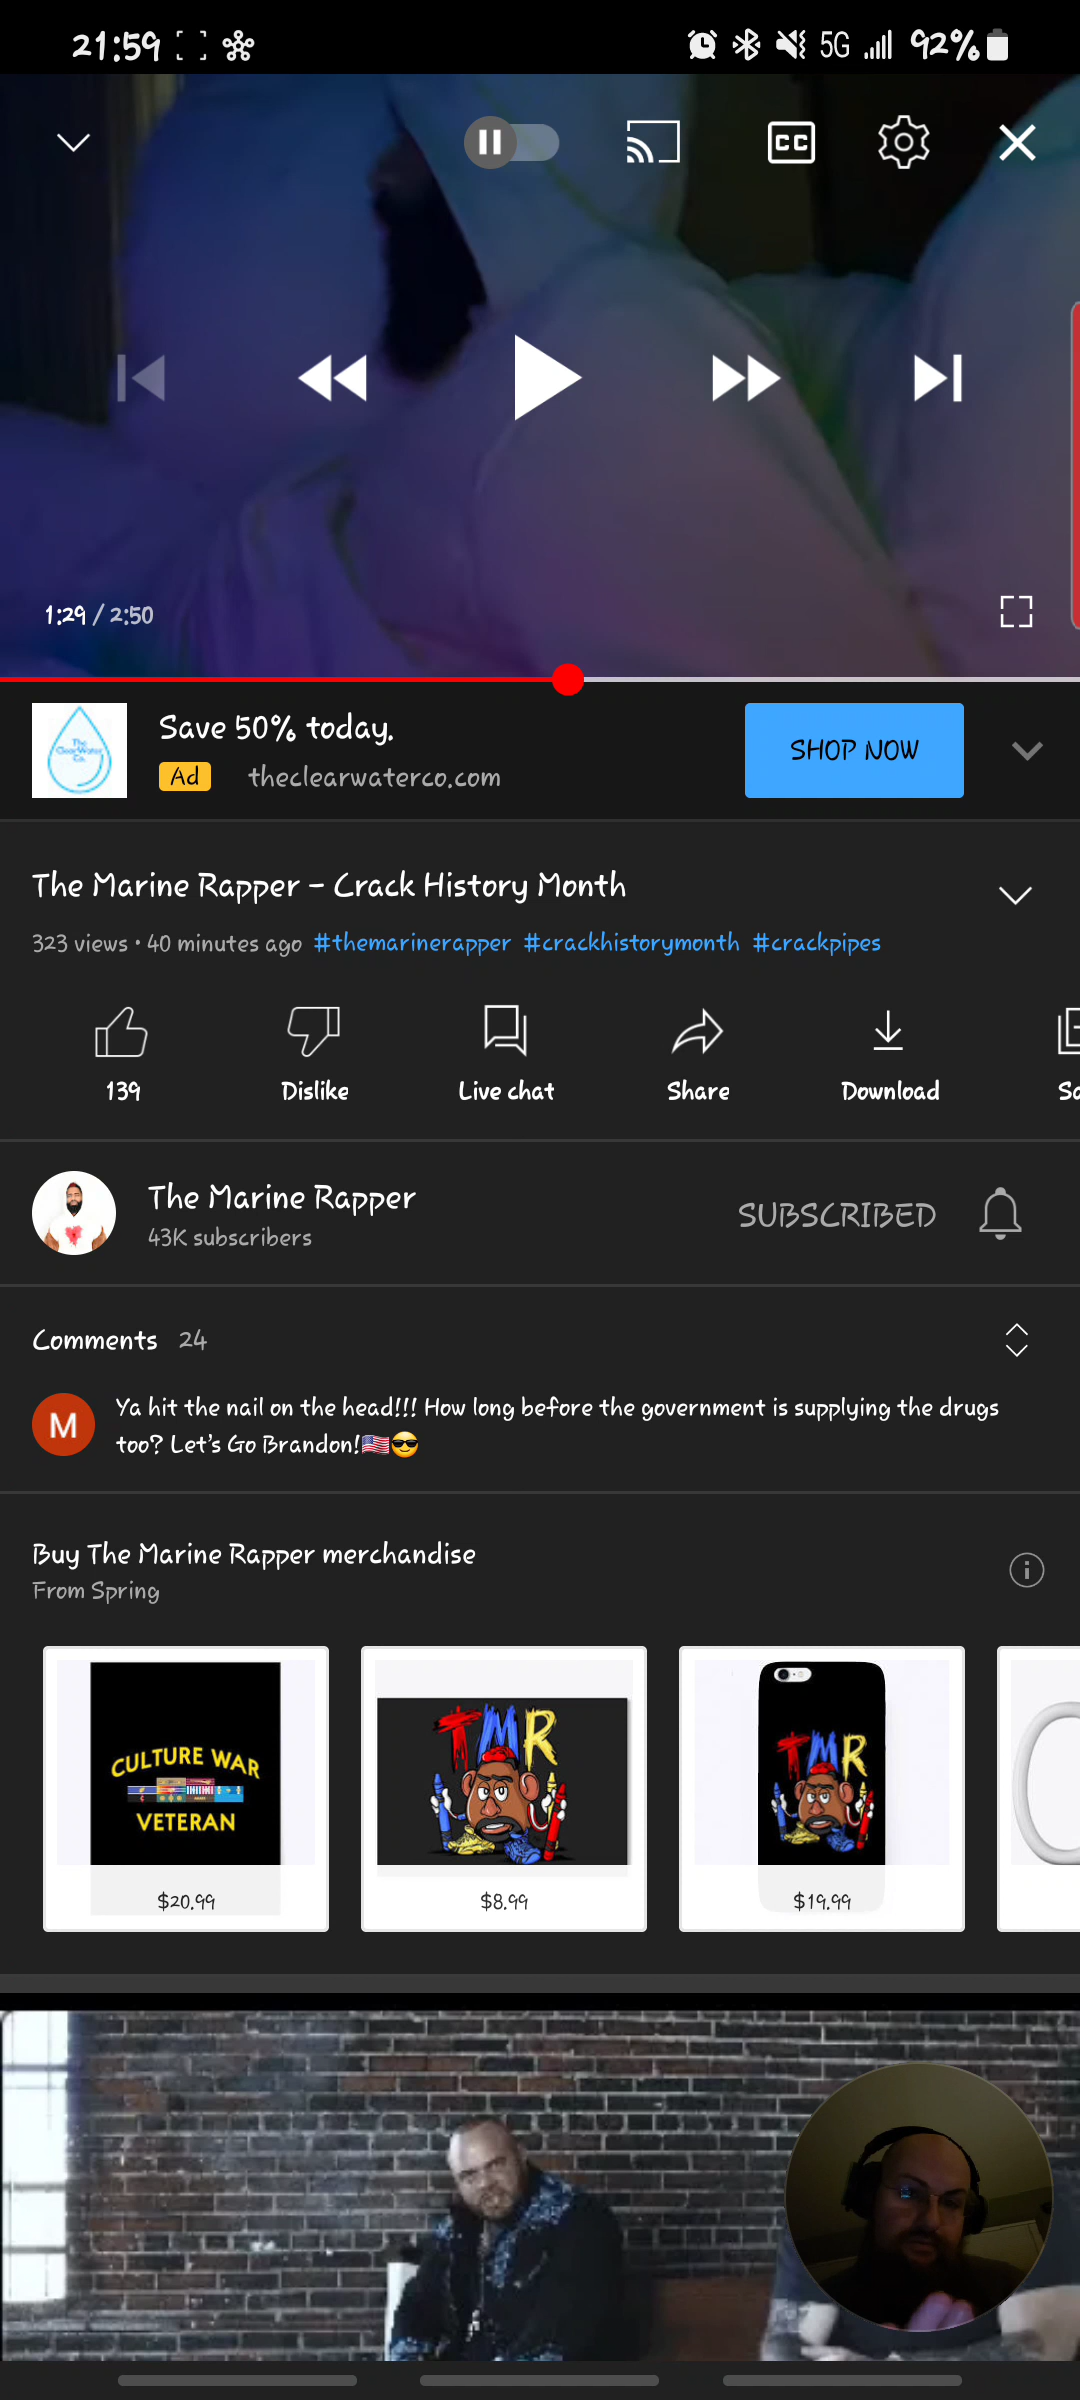 21:59
5G
92%
CC
1:29 / 2:50
The
ClearWater
Co.
Save 50% today.
Ad theclearwaterco.com
SHOP NOW
The Marine Rapper - Crack History Month
323 views • 40 minutes ago #themarinerapper #crackhistorymonth #crackpipes
139 Dislike Live chat Share Download
The Marine Rapper
43K subscribers
SUBSCRIBED
Comments 24
M
Ya hit the nail on the head!!! How long before the government is supplying the drugs
too? Let's Go Brandon!🇺🇸😎
Buy The Marine Rapper merchandise
From Spring
CULTURE WAR
VETERAN
$20.99
TMR
$8.99
TMR
$19.99